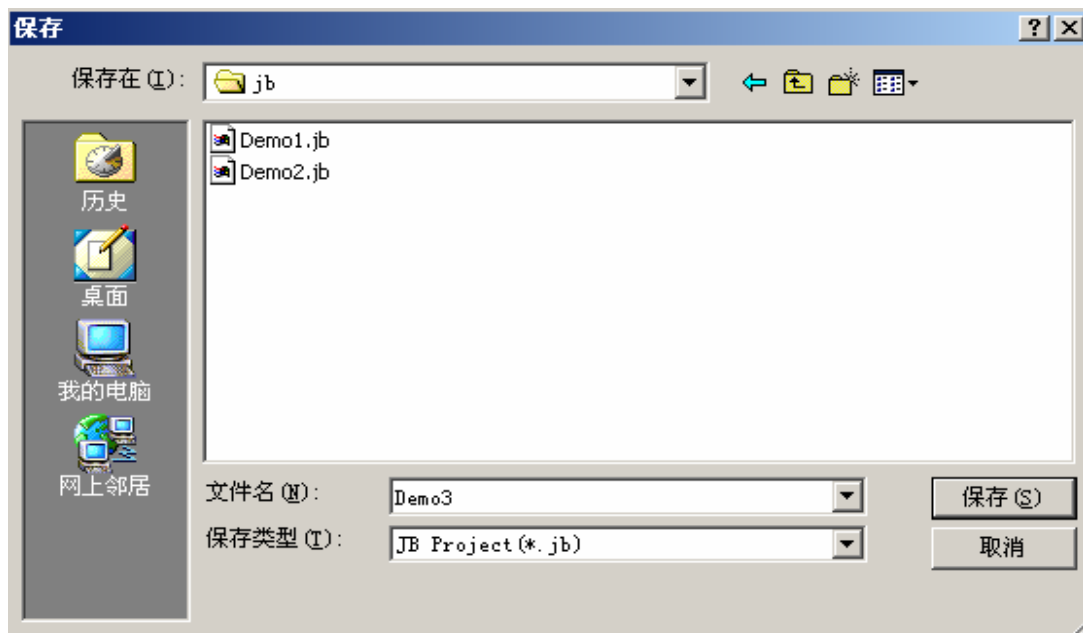 保存
保存在(I): jb
Demo1.jb
Demo2.jb
历史
桌面
我的电脑
网上邻居
文件名(N): Demo3 保存(S)
保存类型(T): JB Project(*.jb) 取消